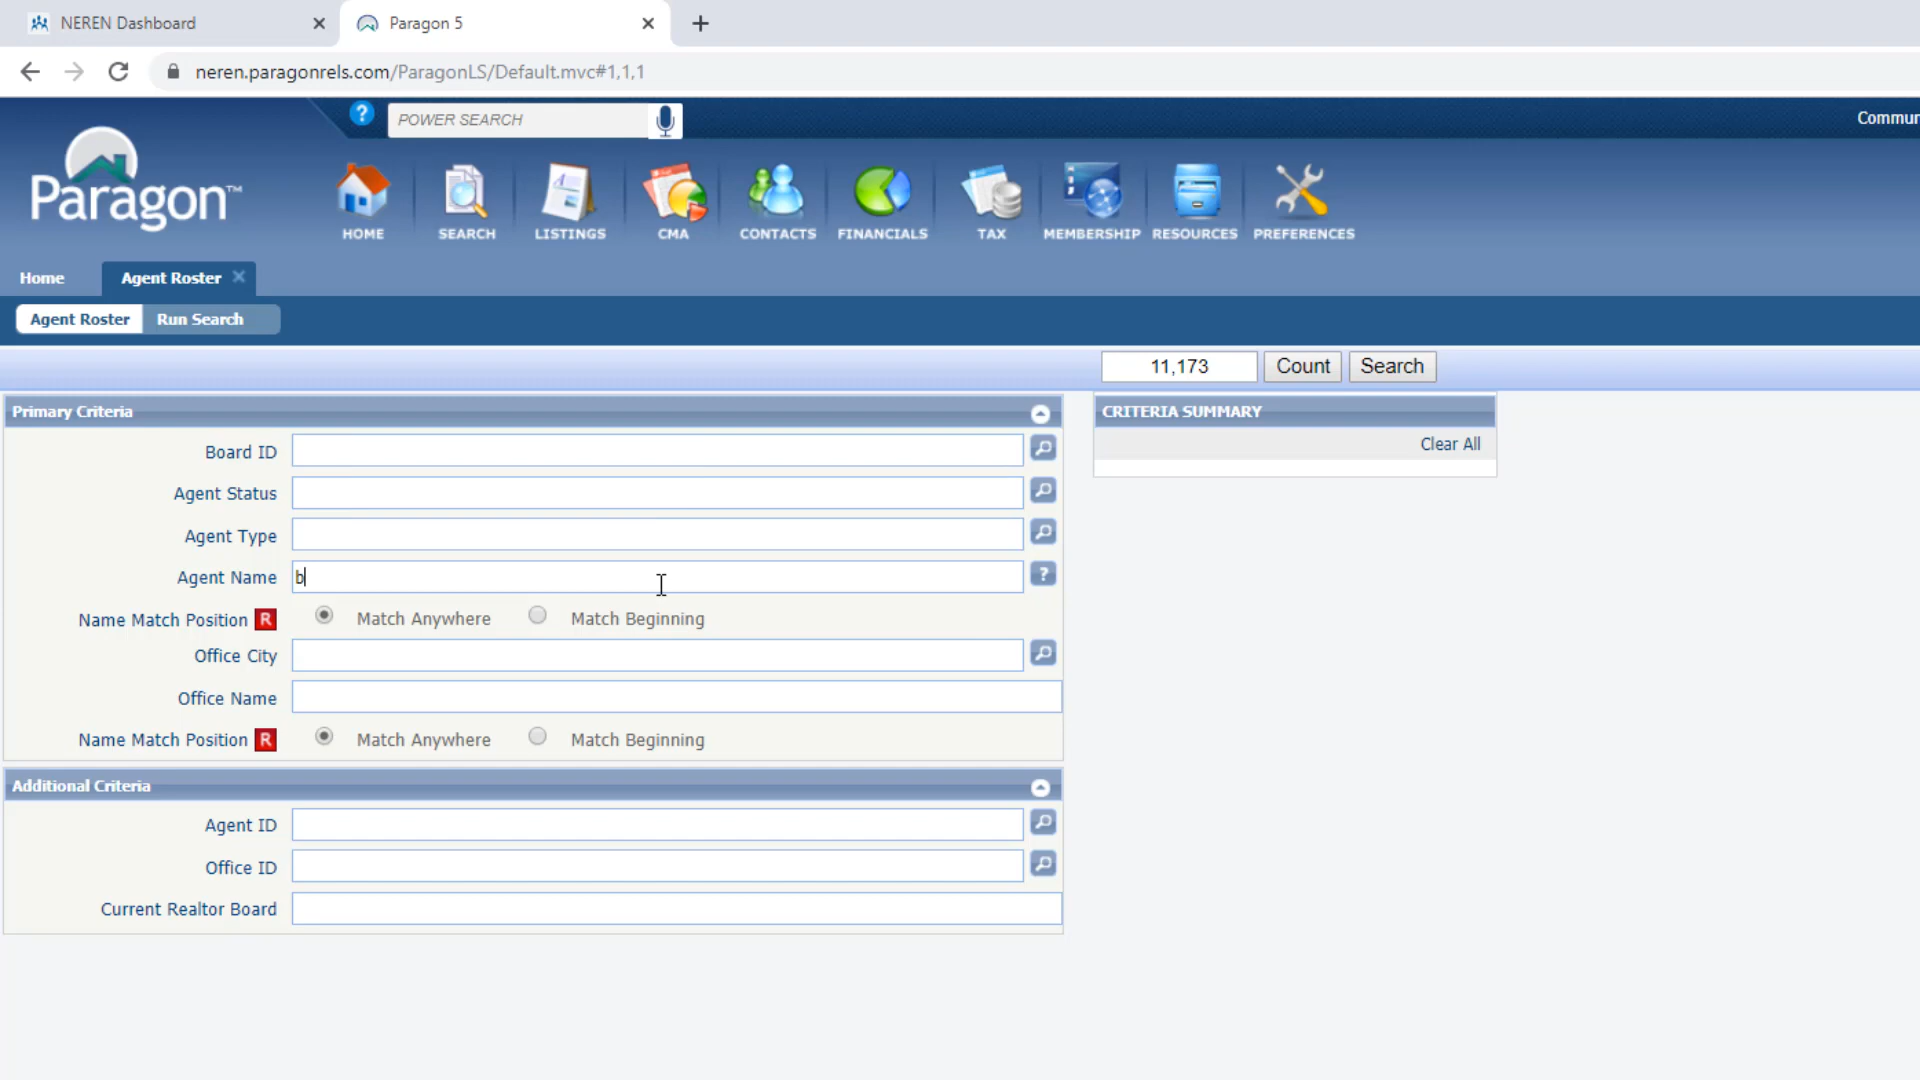 NEREN Dashboard
Paragon 5
neren.paragonrels.com/ParagonLS/Default.mvc#1,1,1
?
POWER SEARCH
Commur
Paragon™
HOME
SEARCH
LISTINGS
CMA
CONTACTS
FINANCIALS
TAX
MEMBERSHIP
RESOURCES
PREFERENCES
Home
Agent Roster
Agent Roster
Run Search
11,173
Count
Search
Primary Criteria
CRITERIA SUMMARY
Clear All
Board ID
Agent Status
Agent Type
Agent Name b ?
Name Match Position R Match Anywhere Match Beginning
Office City
Office Name
Name Match Position R Match Anywhere Match Beginning
Additional Criteria
Agent ID
Office ID
Current Realtor Board